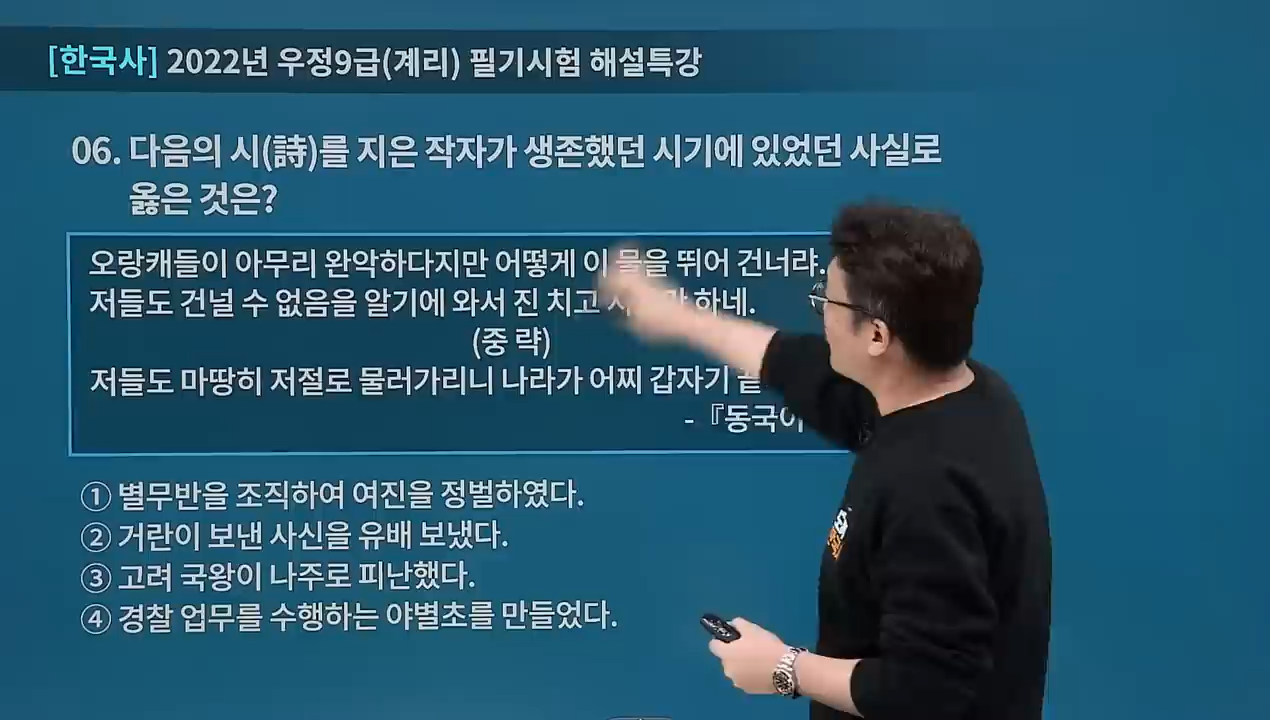 [한국사] 2022년 우정9급(계리) 필기시험 해설특강
06. 다음의 시(詩)를 지은 작자가 생존했던 시기에 있었던 사실로
옳은 것은?
오랑캐들이 아무리 완악하다지만 어떻게 이 물을 뛰어 건너랴.
저들도 건널 수 없음을 알기에 와서 진 치고 하네.
(중 략)
저들도 마땅히 저절로 물러가리니 나라가 어찌 갑자기
- 『동국이
① 별무반을 조직하여 여진을 정벌하였다.
② 거란이 보낸 사신을 유배 보냈다.
③ 고려 국왕이 나주로 피난했다.
④ 경찰 업무를 수행하는 야별초를 만들었다.